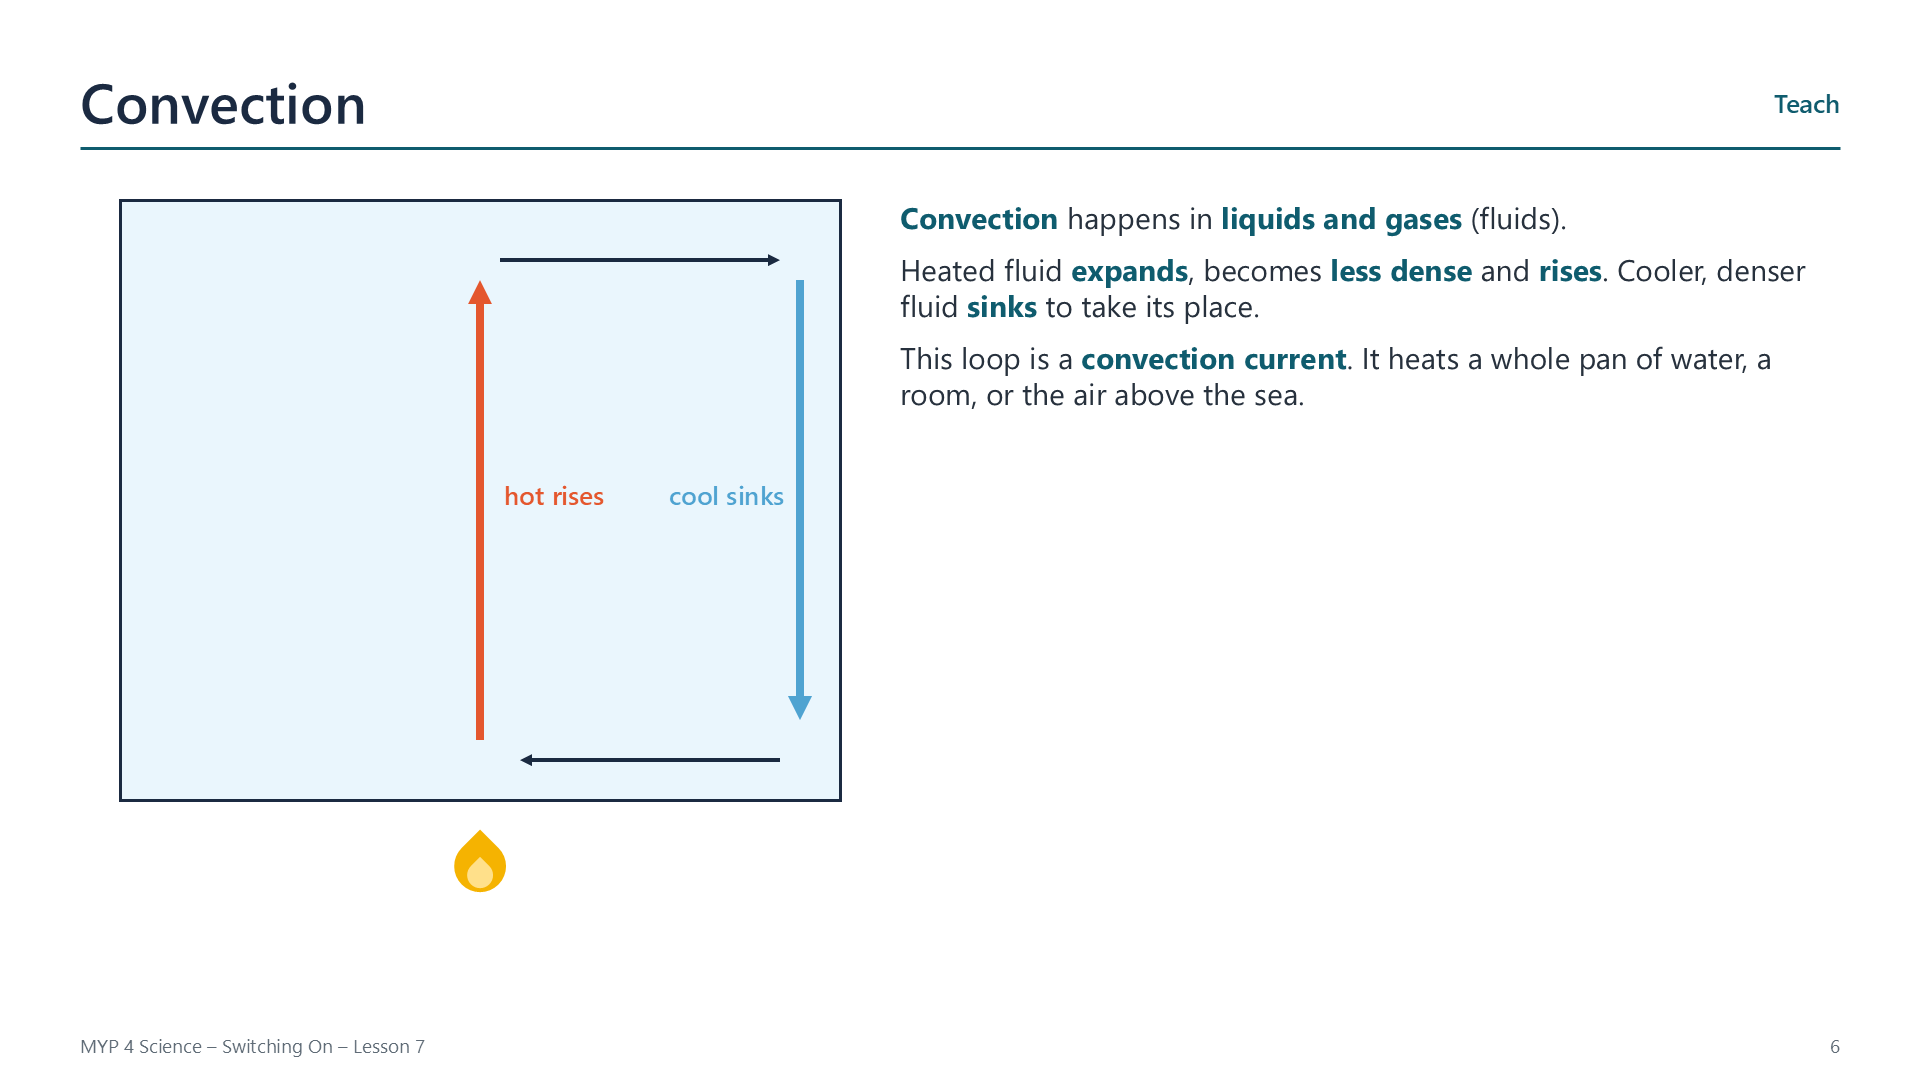 Convection
Teach
hot rises
cool sinks
Convection happens in liquids and gases (fluids).
Heated fluid expands, becomes less dense and rises. Cooler, denser
fluid sinks to take its place.
This loop is a convection current. It heats a whole pan of water, a
room, or the air above the sea.
MYP 4 Science – Switching On – Lesson 7
6